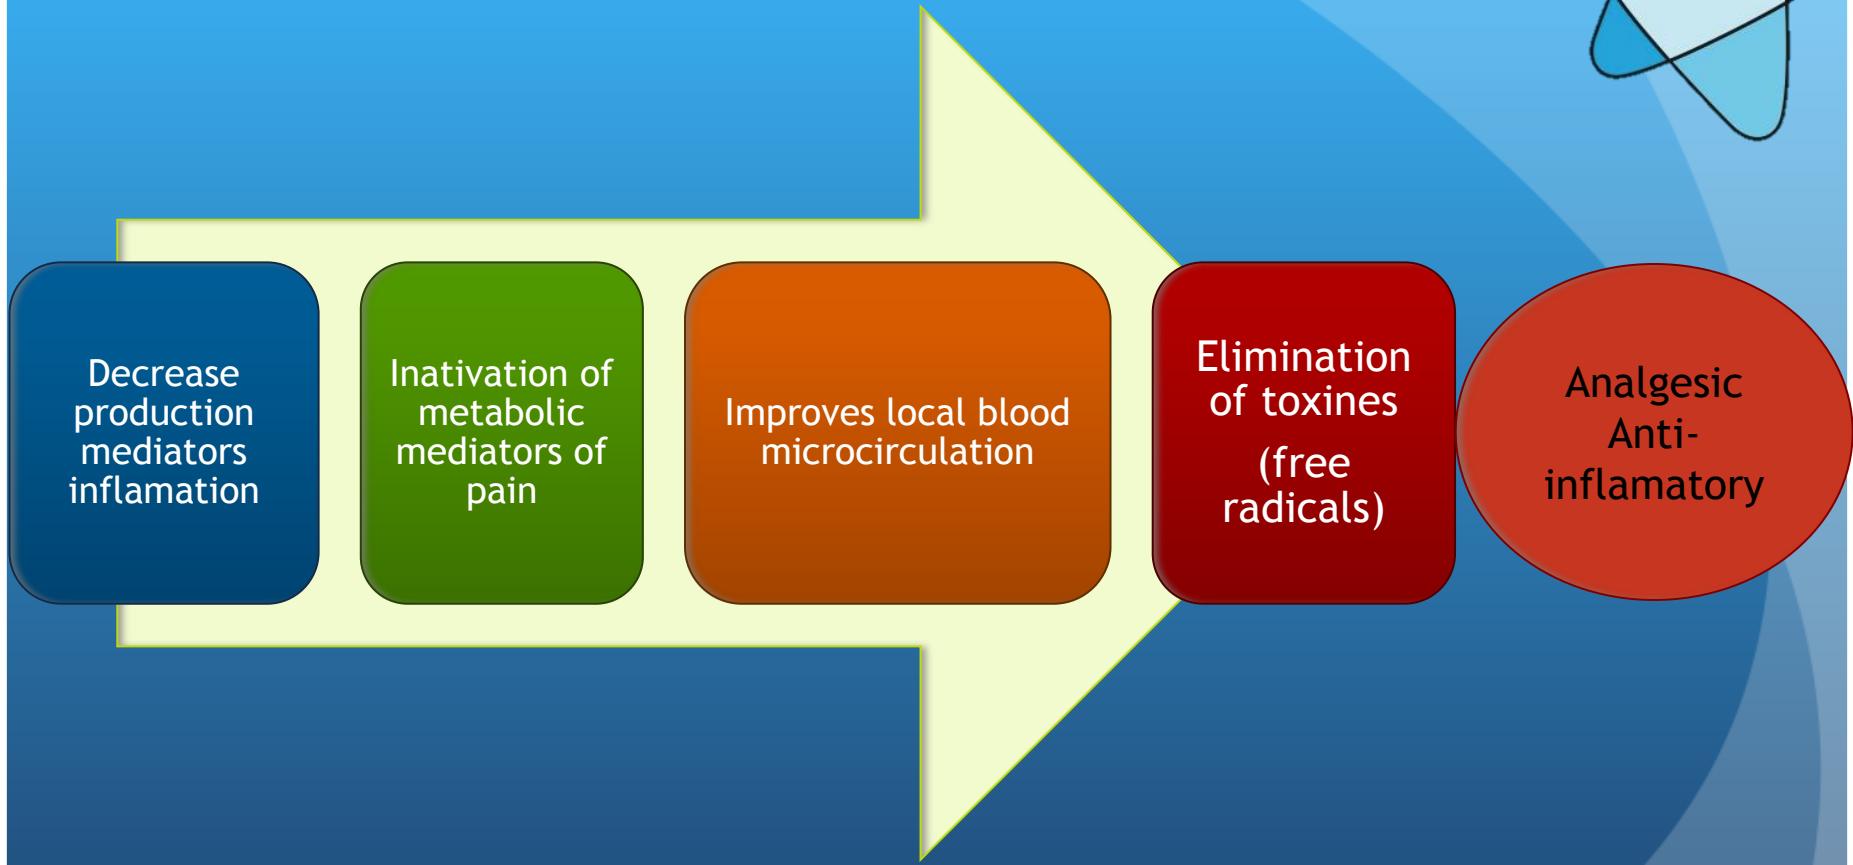 Decrease
production
mediators
inflamation
Inativation of
metabolic
mediators of
pain
Improves local blood
microcirculation
Elimination
of toxines
(free
radicals)
Analgesic
Anti-
inflamatory